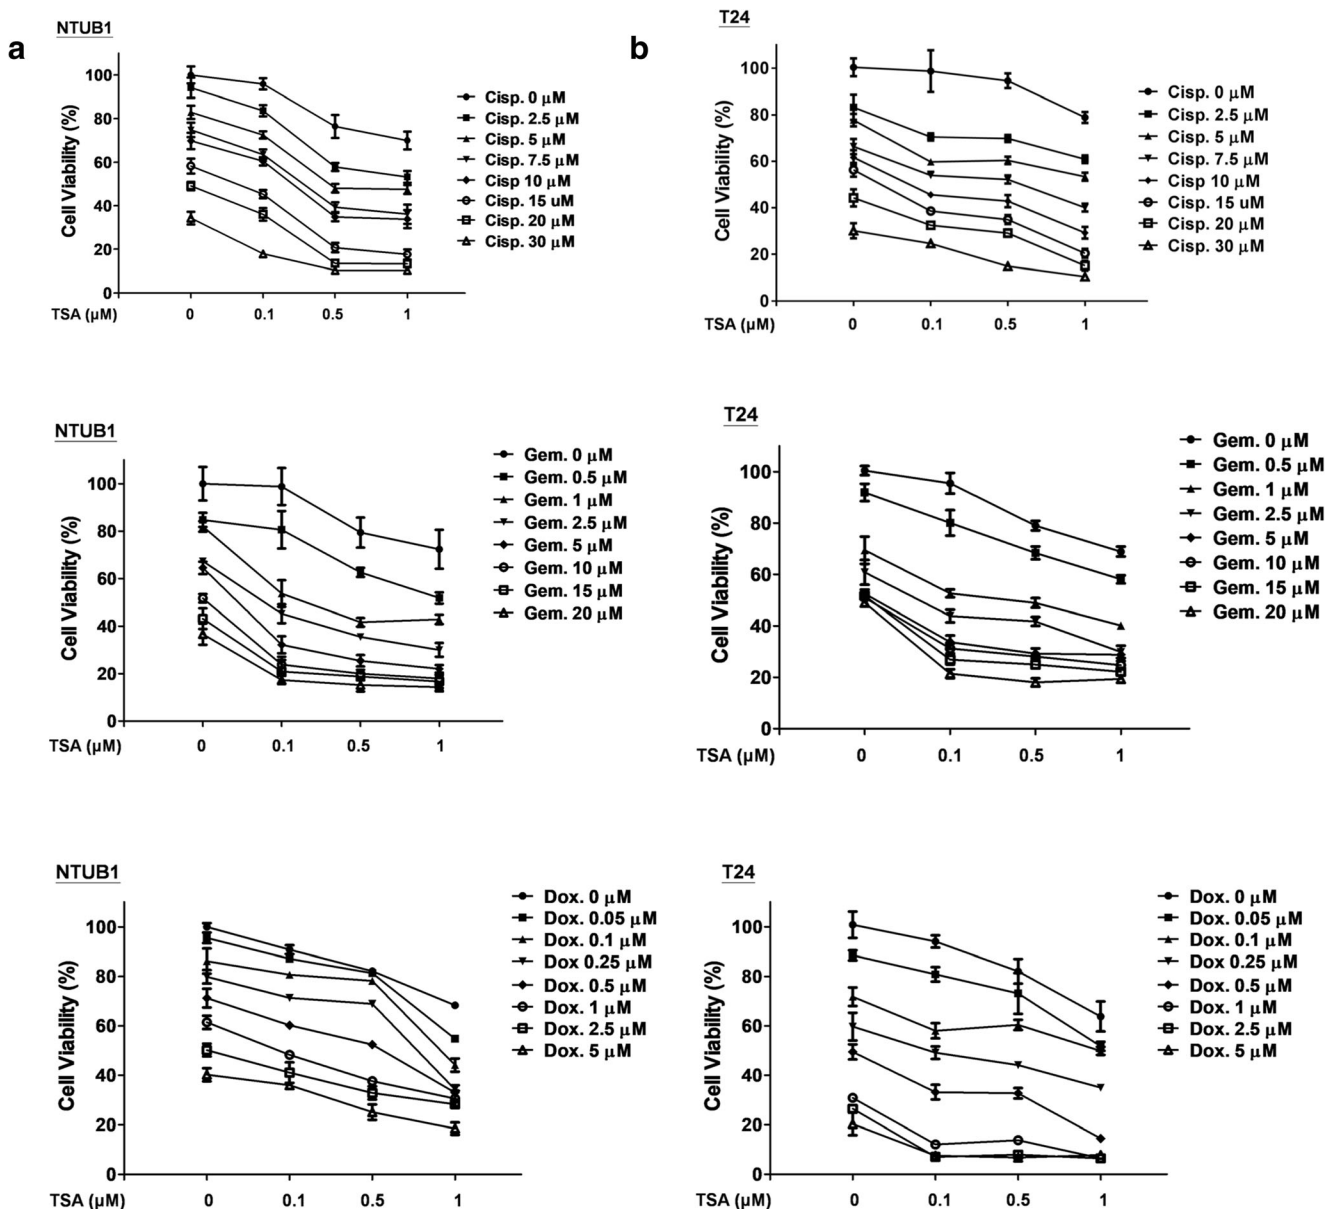 a
NTUB1
Cell Viability (%)
100
80
60
40
20
0
TSA (µM)
0
0.1
0.5
1
Cisp. 0 µM
Cisp. 2.5 µM
Cisp. 5 µM
Cisp. 7.5 µM
Cisp 10 µM
Cisp. 15 uM
Cisp. 20 µM
Cisp. 30 µM
b
T24
Cell Viability (%)
100
80
60
40
20
0
TSA (µM)
0
0.1
0.5
1
Cisp. 0 µM
Cisp. 2.5 µM
Cisp. 5 µM
Cisp. 7.5 µM
Cisp 10 µM
Cisp. 15 uM
Cisp. 20 µM
Cisp. 30 µM
NTUB1
Cell Viability (%)
100
80
60
40
20
0
TSA (µM)
0
0.1
0.5
1
Gem. 0 µM
Gem. 0.5 µM
Gem. 1 µM
Gem. 2.5 µM
Gem. 5 µM
Gem. 10 µM
Gem. 15 µM
Gem. 20 µM
T24
Cell Viability (%)
100
80
60
40
20
0
TSA (µM)
0
0.1
0.5
1
Gem. 0 µM
Gem. 0.5 µM
Gem. 1 µM
Gem. 2.5 µM
Gem. 5 µM
Gem. 10 µM
Gem. 15 µM
Gem. 20 µM
NTUB1
Cell Viability (%)
100
80
60
40
20
0
TSA (µM)
0
0.1
0.5
1
Dox. 0 µM
Dox. 0.05 µM
Dox. 0.1 µM
Dox 0.25 µM
Dox. 0.5 µM
Dox. 1 µM
Dox. 2.5 µM
Dox. 5 µM
T24
Cell Viability (%)
100
80
60
40
20
0
TSA (µM)
0
0.1
0.5
1
Dox. 0 µM
Dox. 0.05 µM
Dox. 0.1 µM
Dox 0.25 µM
Dox. 0.5 µM
Dox. 1 µM
Dox. 2.5 µM
Dox. 5 µM